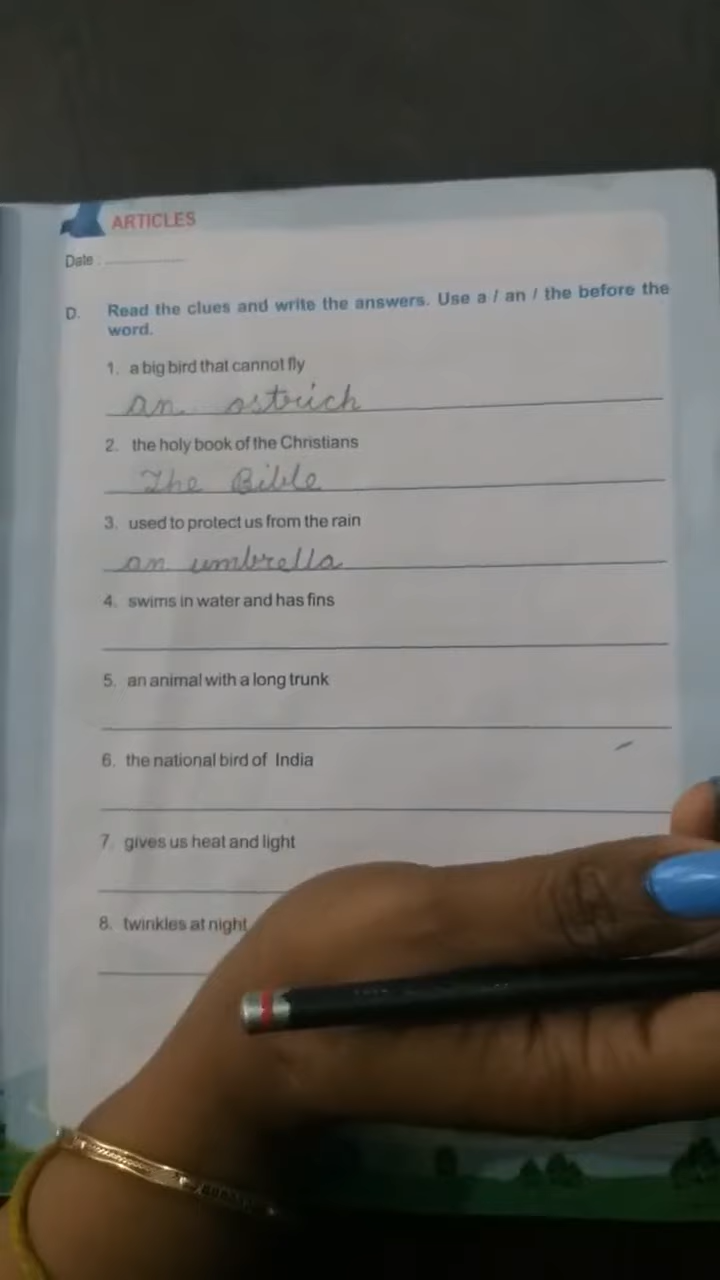 ARTICLES
Date : ....................
D. Read the clues and write the answers. Use a / an / the before the
word.
1. a big bird that cannot fly
an ostrich
2. the holy book of the Christians
The Bible
3. used to protect us from the rain
an umbrella
4. swims in water and has fins
5. an animal with a long trunk
6. the national bird of India
7. gives us heat and light
8. twinkles at night